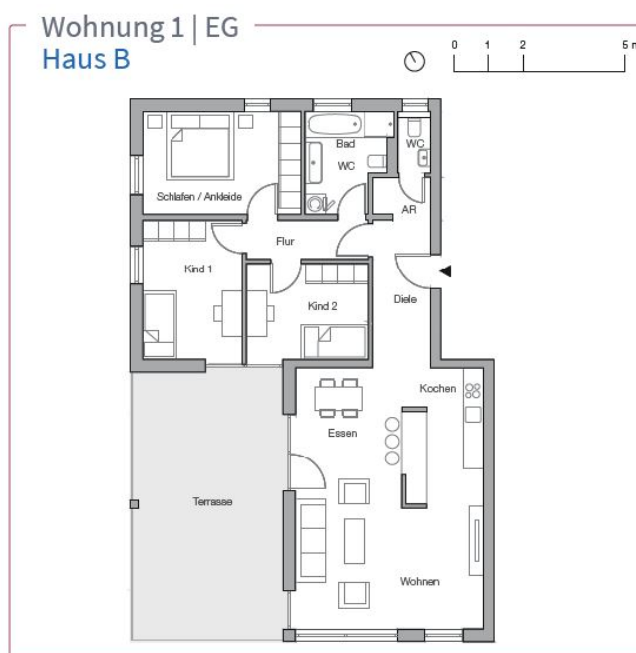 Wohnung 1 | EG
Haus B
0 1 2 5 m
Bad
WC
WC
Schlafen / Ankleide
AR
Flur
Kind 1
Kind 2
Diele
Kochen
Essen
Terrasse
Wohnen